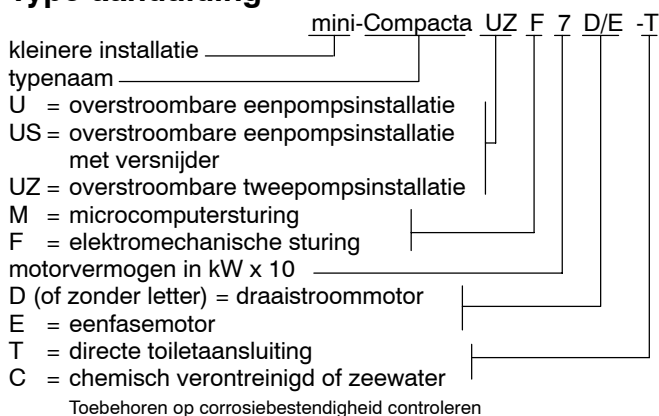 mini-Compacta UZ F 7 D/E -T
kleinere installatie
typenaam
U = overstroombare eenpompsinstallatie
US = overstroombare eenpompsinstallatie
met versnijder
UZ = overstroombare tweepompsinstallatie
M = microcomputersturing
F = elektromechanische sturing
motorvermogen in kW x 10
D (of zonder letter) = draaistroommotor
E = eenfasemotor
T = directe toiletaansluiting
C = chemisch verontreinigd of zeewater
Toebehoren op corrosiebestendigheid controleren